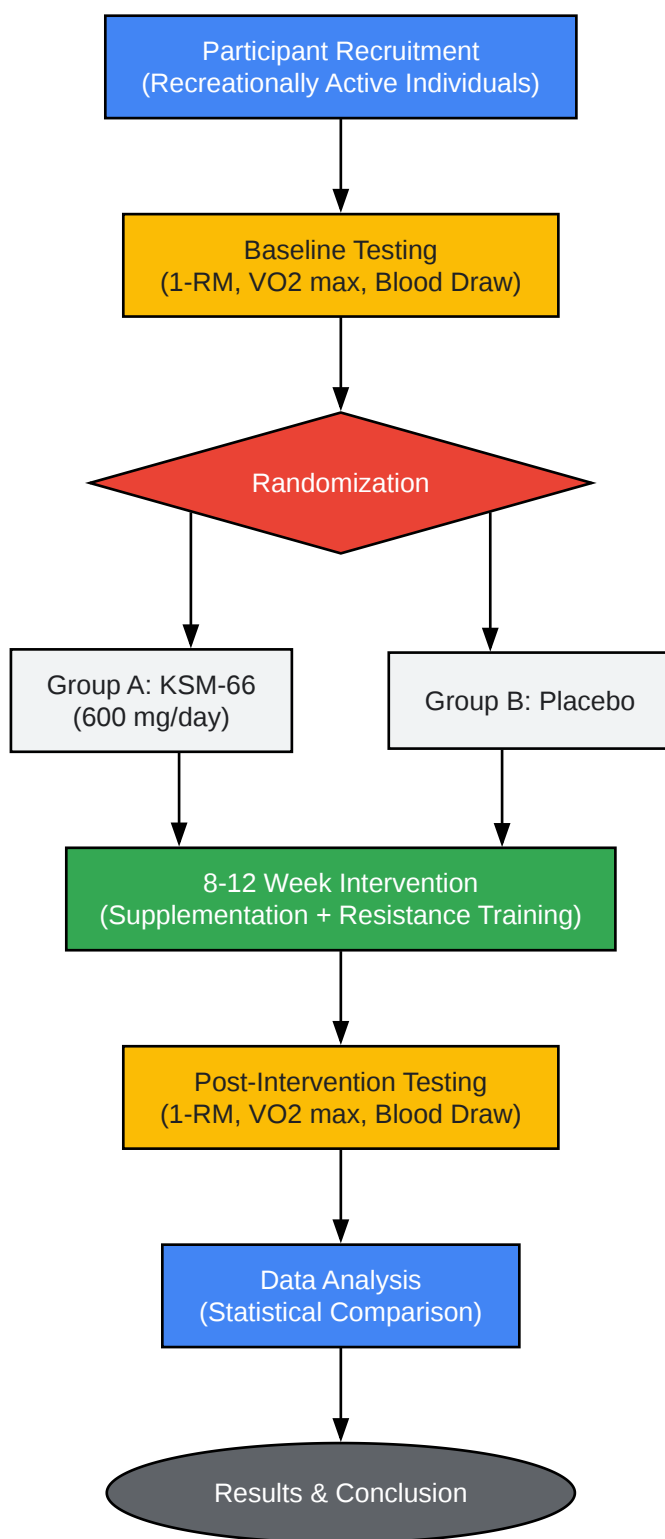 Participant Recruitment
(Recreationally Active Individuals)
Baseline Testing
(1-RM, VO2 max, Blood Draw)
Randomization
Group A: KSM-66
(600 mg/day)
Group B: Placebo
8-12 Week Intervention
(Supplementation + Resistance Training)
Post-Intervention Testing
(1-RM, VO2 max, Blood Draw)
Data Analysis
(Statistical Comparison)
Results & Conclusion